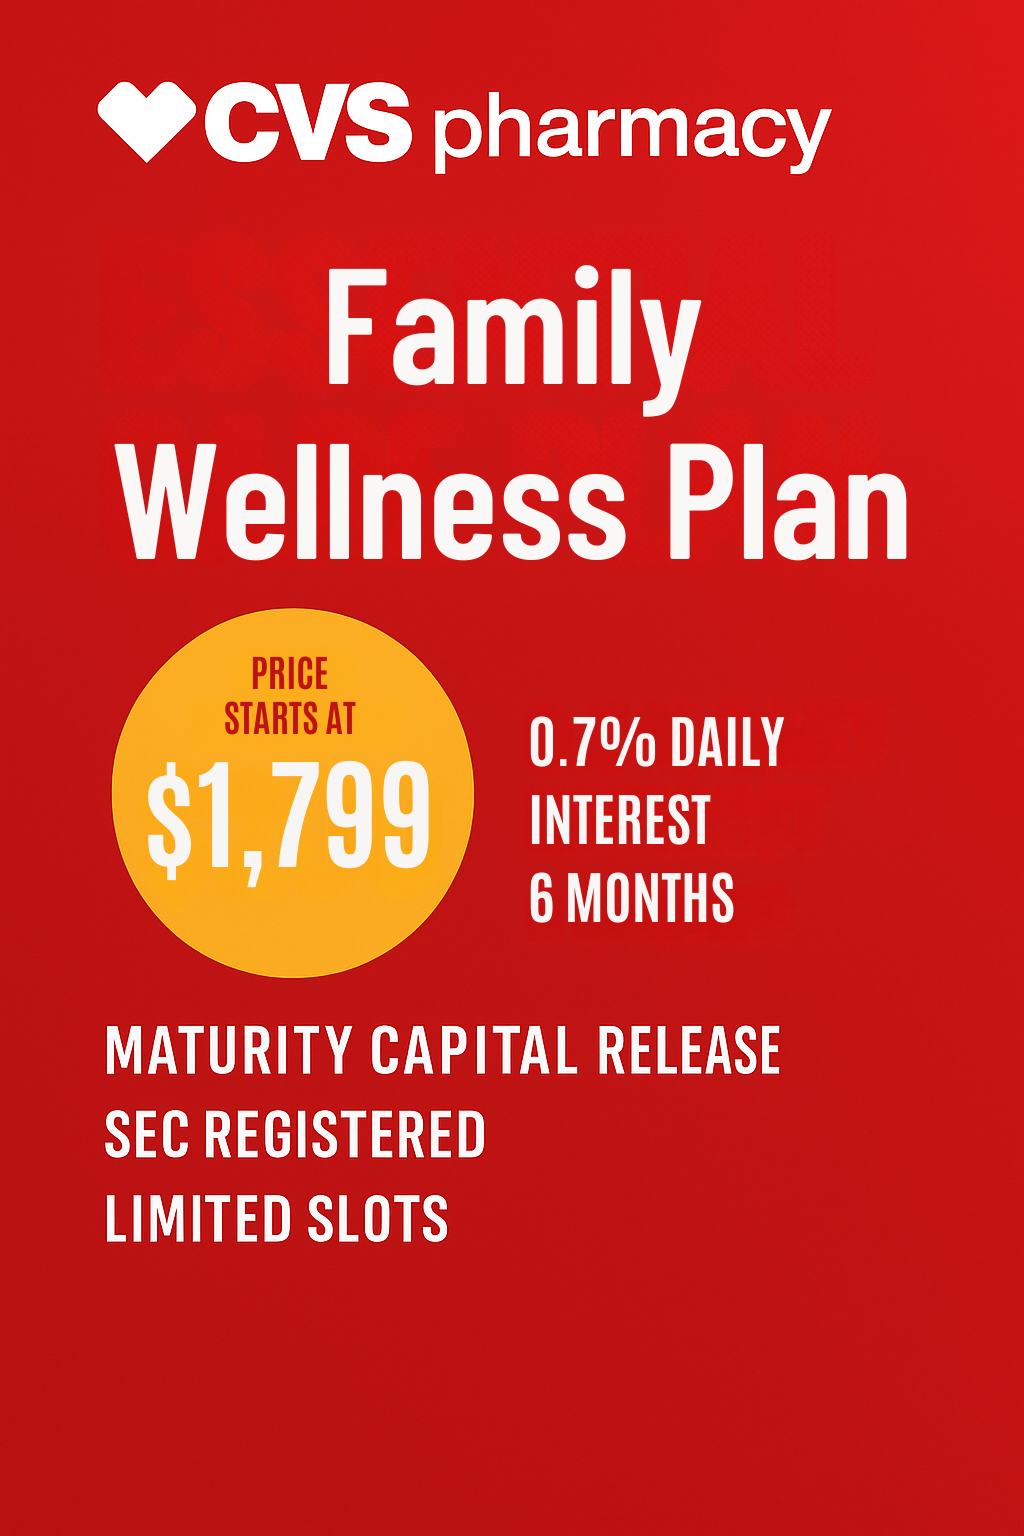 CVS pharmacy
Family
Wellness Plan
PRICE
STARTS AT
$1,799
0.7% DAILY
INTEREST
6 MONTHS
MATURITY CAPITAL RELEASE
SEC REGISTERED
LIMITED SLOTS